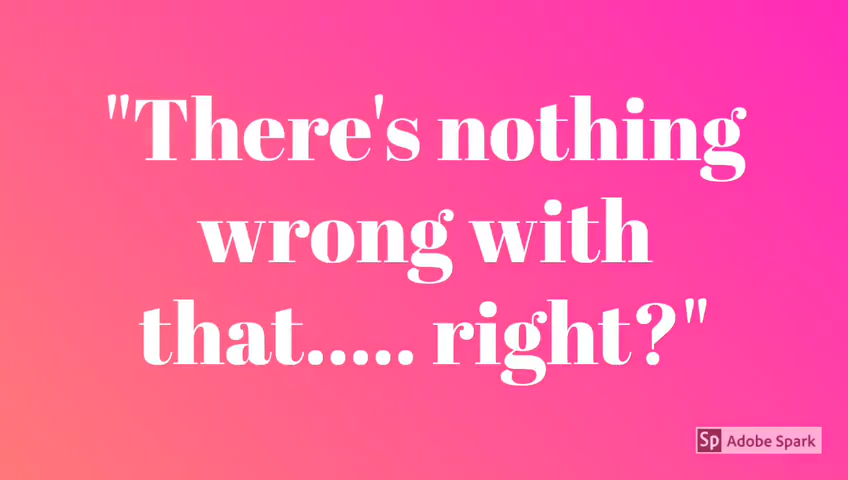 "There's nothing
wrong with
that..... right?"
Sp Adobe Spark